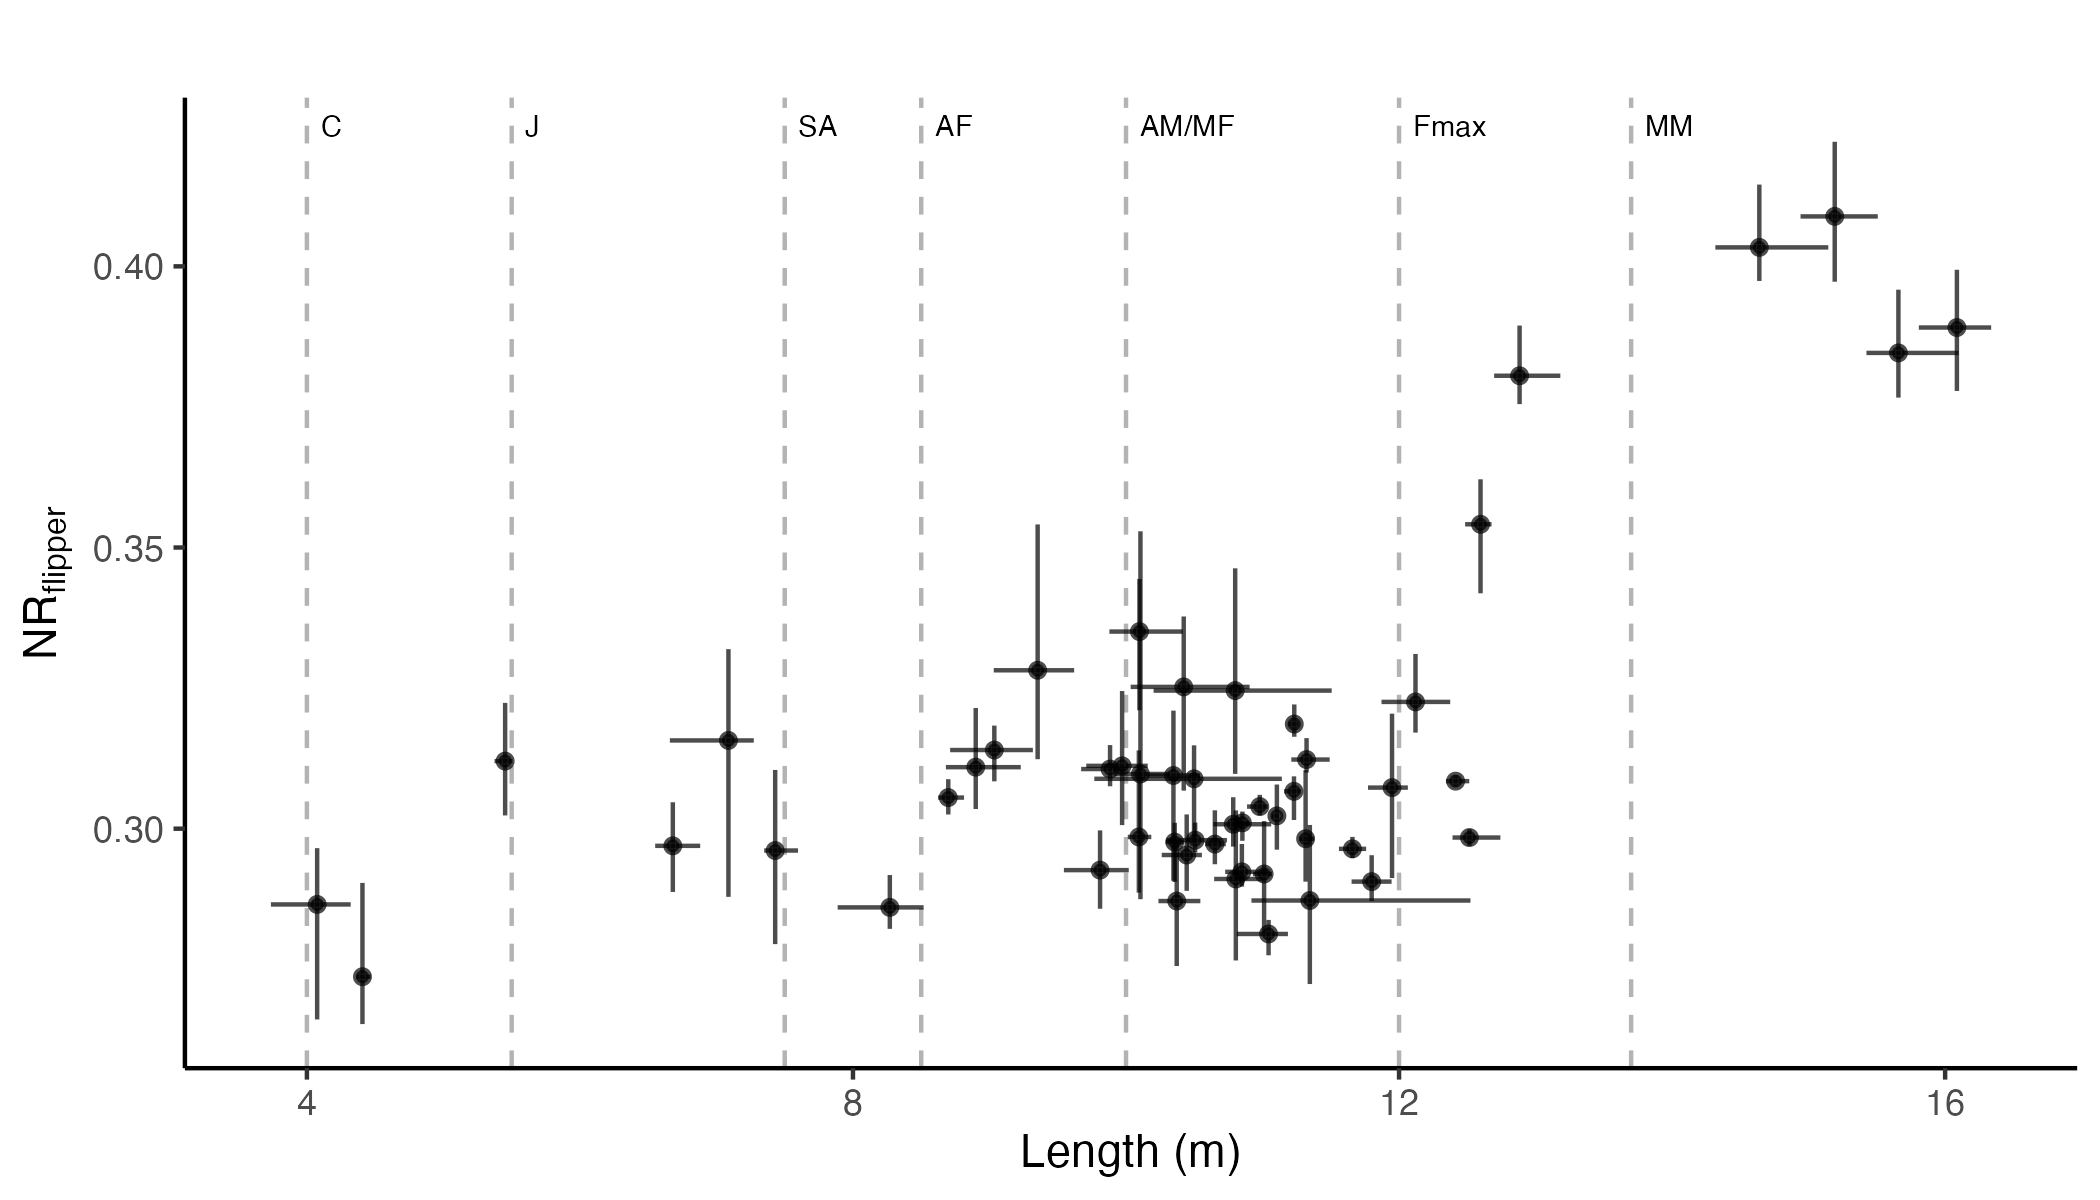 C J SA AF AM/MF Fmax MM
0.40
0.35
0.30
NRflipper
4 8 12 16
Length (m)